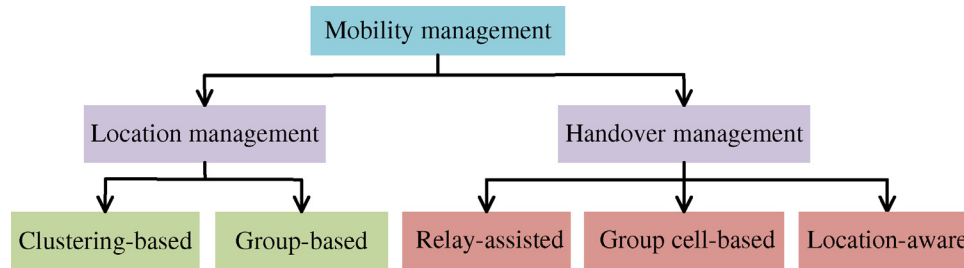 Mobility management
Location management
Handover management
Clustering-based
Group-based
Relay-assisted
Group cell-based
Location-aware